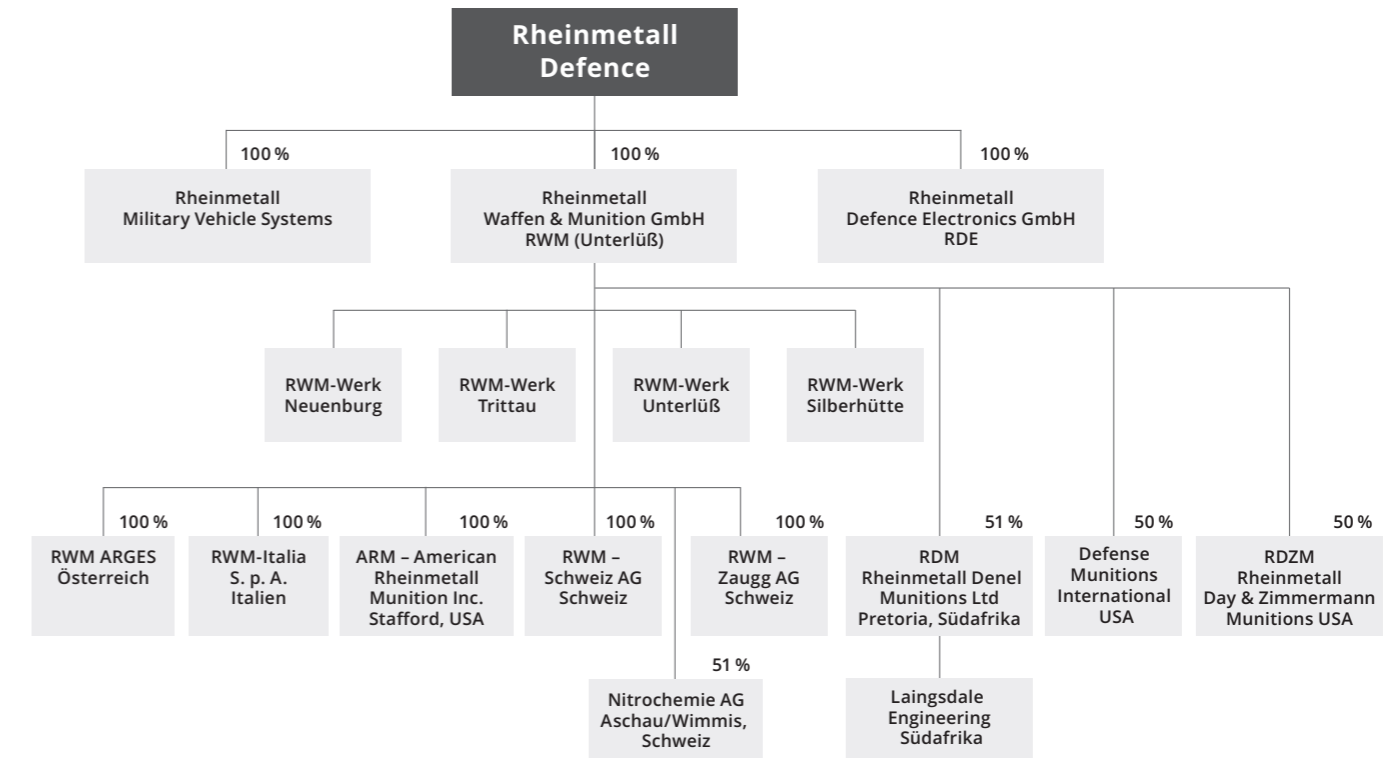 Rheinmetall
Defence
100 %
100 %
100 %
Rheinmetall
Military Vehicle Systems
Rheinmetall
Waffen & Munition GmbH
RWM (Unterlüß)
Rheinmetall
Defence Electronics GmbH
RDE
RWM-Werk
Neuenburg
RWM-Werk
Trittau
RWM-Werk
Unterlüß
RWM-Werk
Silberhütte
100 %
RWM ARGES
Österreich
100 %
RWM-Italia
S. p. A.
Italien
100 %
ARM – American
Rheinmetall
Munition Inc.
Stafford, USA
100 %
RWM –
Schweiz AG
Schweiz
100 %
RWM –
Zaugg AG
Schweiz
51 %
RDM
Rheinmetall Denel
Munitions Ltd
Pretoria, Südafrika
50 %
Defense
Munitions
International
USA
50 %
RDZM
Rheinmetall
Day & Zimmermann
Munitions USA
51 %
Nitrochemie AG
Aschau/Wimmis,
Schweiz
Laingsdale
Engineering
Südafrika